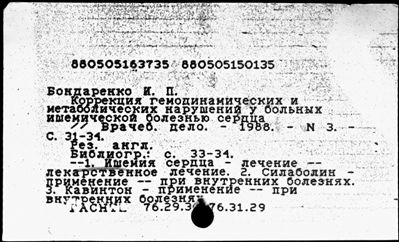 880505163735 880505150135
Бондаренко И. П.
Коррекция гемодинамических и
метаболических нарушений у больных
ишемической болезнью сердца
// Врачеб. дело. - 1988. - N 3. -
С. 31-34.
Рез. англ.
Библиогр.: с. 33-34.
--1. Ишемия сердца - лечение --
лекарственное лечение. 2. Силаболин -
применение -- при внутренних болезнях.
3. Кавинтон - применение -- при
внутренних болезнях
ГАСНТИ 76.29.30 76.31.29